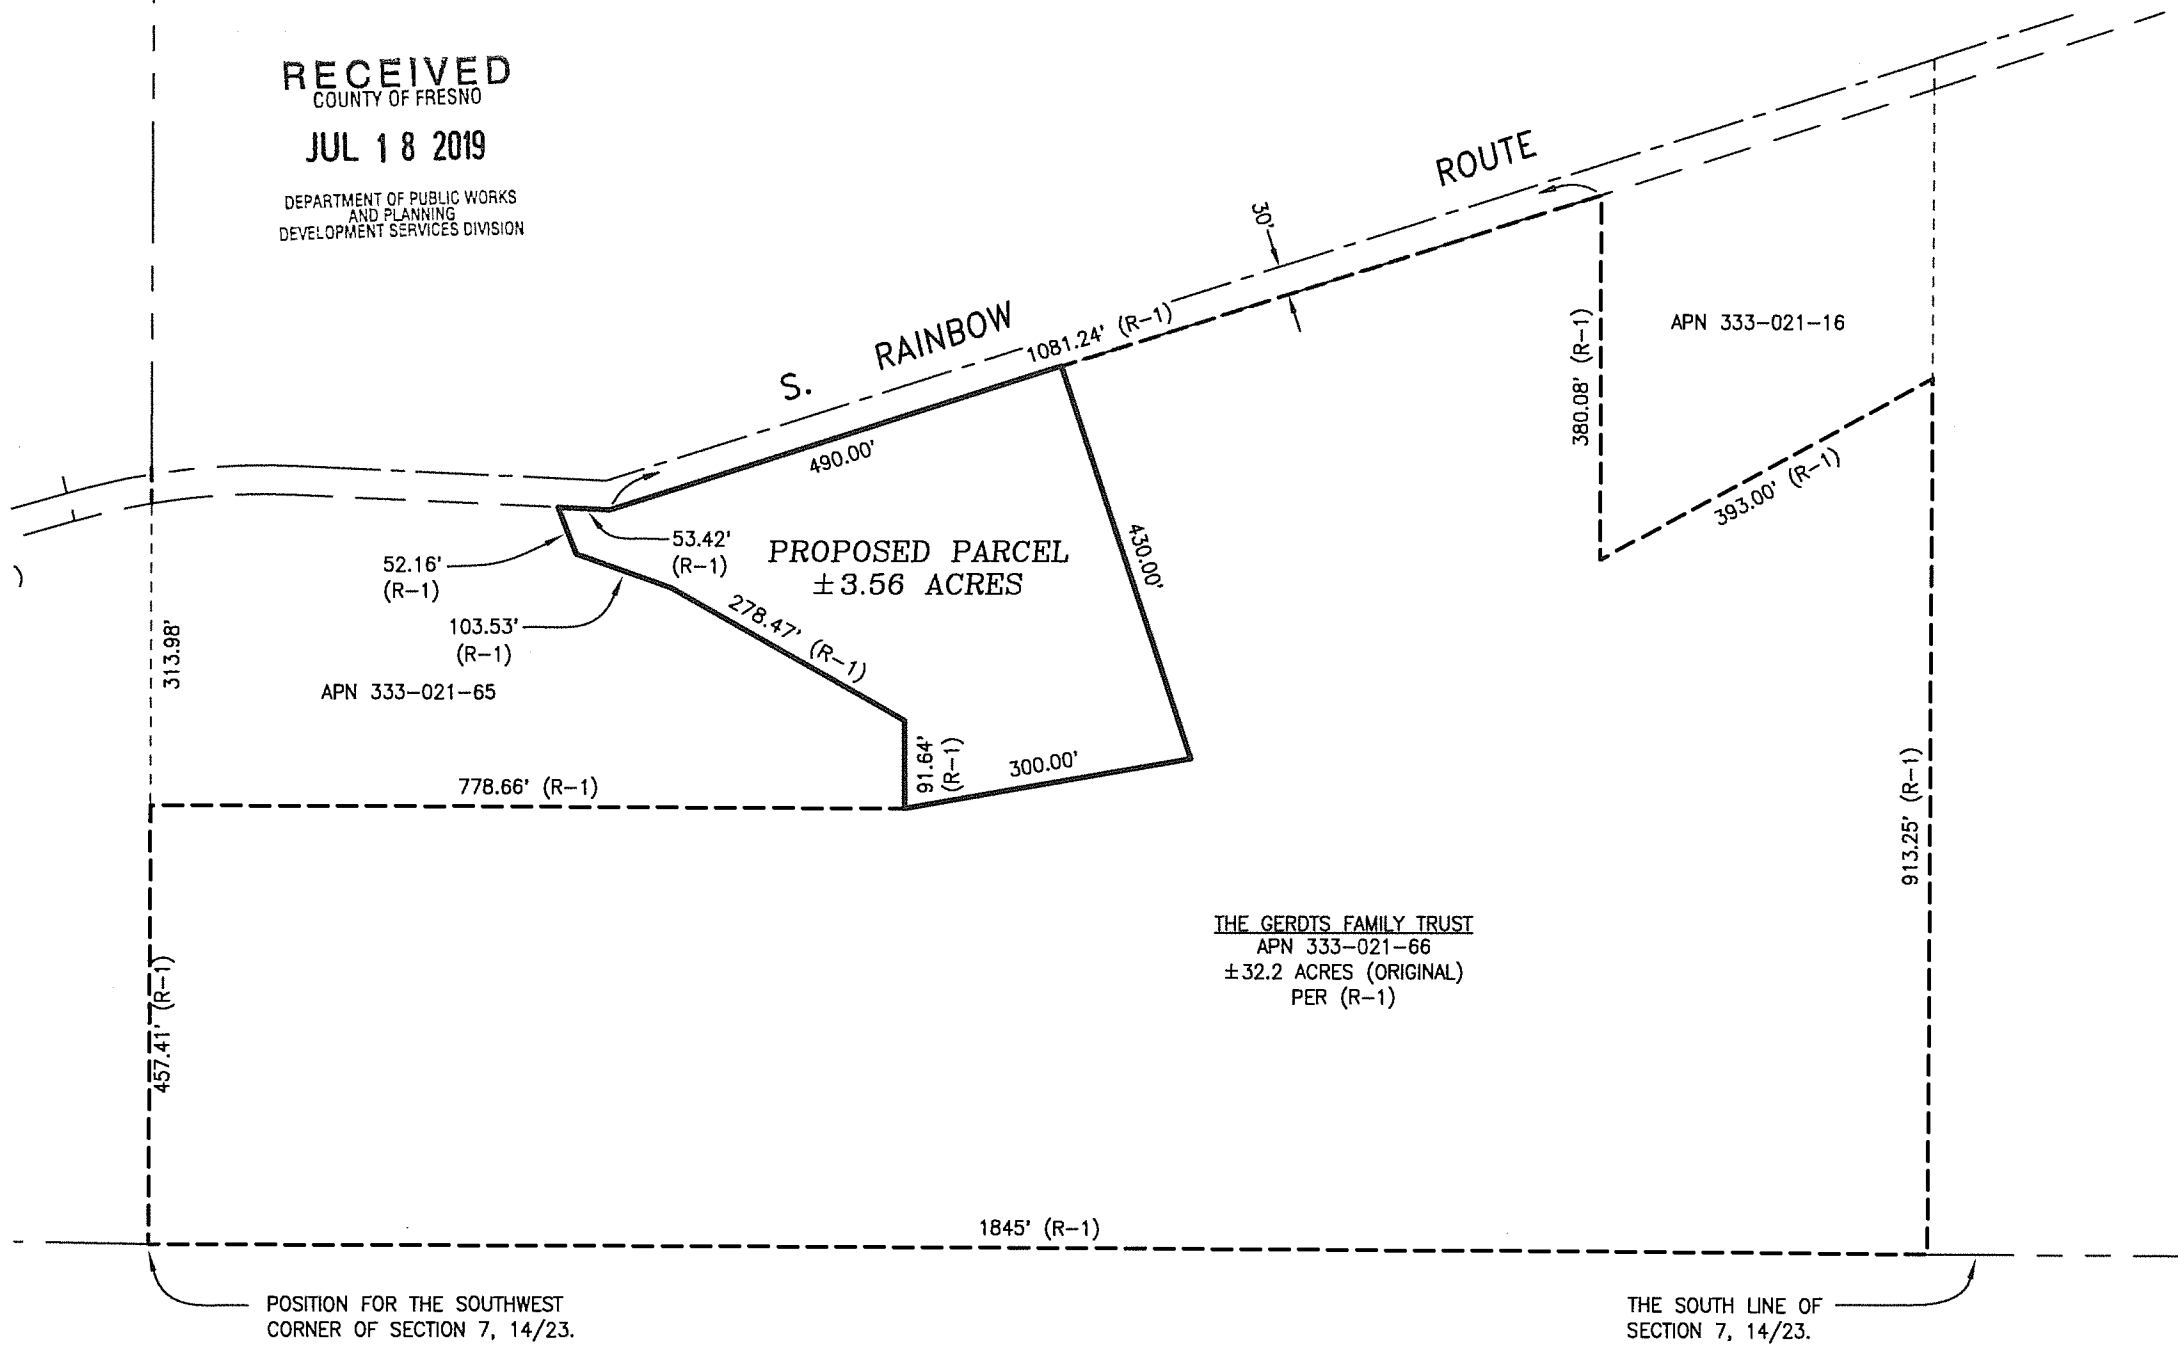 RECEIVED
COUNTY OF FRESNO
JUL 18 2019
DEPARTMENT OF PUBLIC WORKS
AND PLANNING
DEVELOPMENT SERVICES DIVISION
S. RAINBOW ROUTE
30'
1081.24' (R-1)
490.00'
380.08' (R-1)
APN 333-021-16
393.00' (R-1)
53.42'
(R-1)
52.16'
(R-1)
103.53'
(R-1)
PROPOSED PARCEL
±3.56 ACRES
430.00'
278.47' (R-1)
)
313.98'
APN 333-021-65
91.64'
(R-1)
300.00'
778.66' (R-1)
913.25' (R-1)
THE GERDTS FAMILY TRUST
APN 333-021-66
±32.2 ACRES (ORIGINAL)
PER (R-1)
457.41' (R-1)
1845' (R-1)
POSITION FOR THE SOUTHWEST
CORNER OF SECTION 7, 14/23.
THE SOUTH LINE OF
SECTION 7, 14/23.